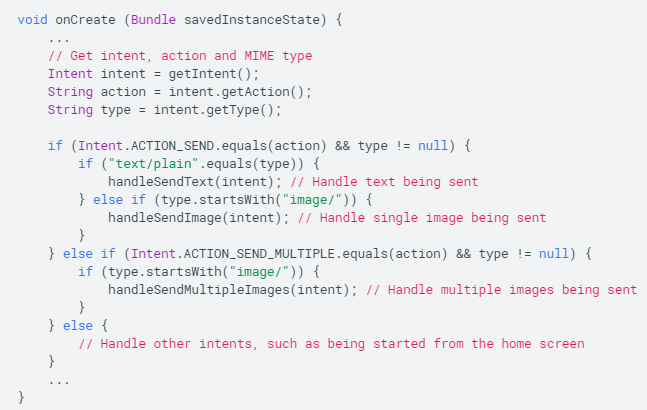 void onCreate (Bundle savedInstanceState) {
    ...
    // Get intent, action and MIME type
    Intent intent = getIntent();
    String action = intent.getAction();
    String type = intent.getType();

    if (Intent.ACTION_SEND.equals(action) && type != null) {
        if ("text/plain".equals(type)) {
            handleSendText(intent); // Handle text being sent
        } else if (type.startsWith("image/")) {
            handleSendImage(intent); // Handle single image being sent
        }
    } else if (Intent.ACTION_SEND_MULTIPLE.equals(action) && type != null) {
        if (type.startsWith("image/")) {
            handleSendMultipleImages(intent); // Handle multiple images being sent
        }
    } else {
        // Handle other intents, such as being started from the home screen
    }
    ...
}